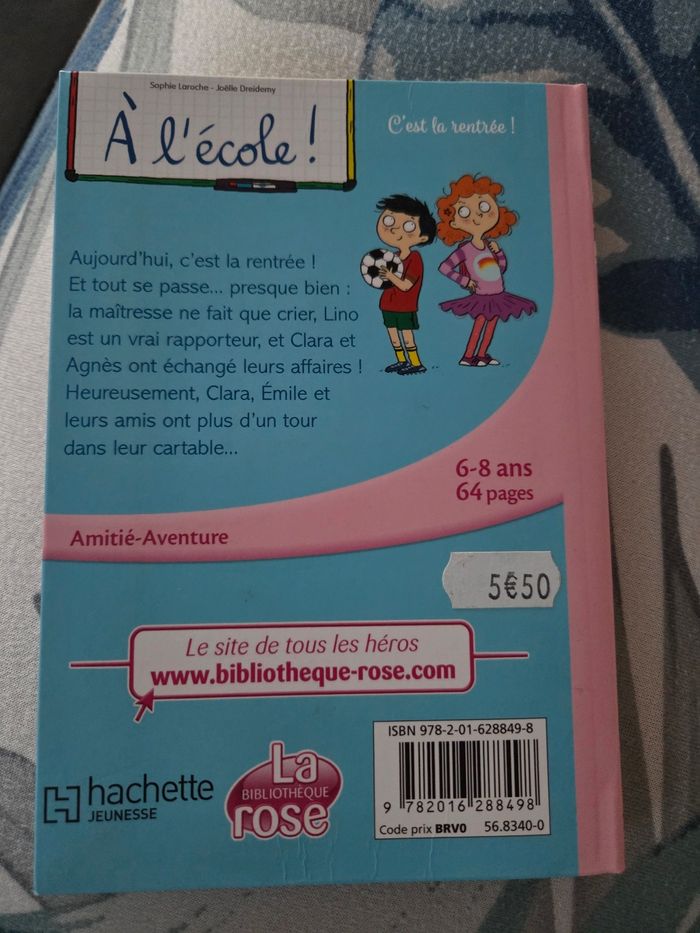 Sophie Laroche - Joëlle Dreidemy
À l'école !
C'est la rentrée !
Aujourd'hui, c'est la rentrée !
Et tout se passe... presque bien :
la maîtresse ne fait que crier, Lino
est un vrai rapporteur, et Clara et
Agnès ont échangé leurs affaires !
Heureusement, Clara, Émile et
leurs amis ont plus d'un tour
dans leur cartable...
6-8 ans
64 pages
Amitié-Aventure
5€50
Le site de tous les héros
www.bibliotheque-rose.com
hachette
JEUNESSE
La
BIBLIOTHÈQUE
rose
ISBN 978-2-01-628849-8
9 782016 288498
Code prix BRV0 56.8340-0